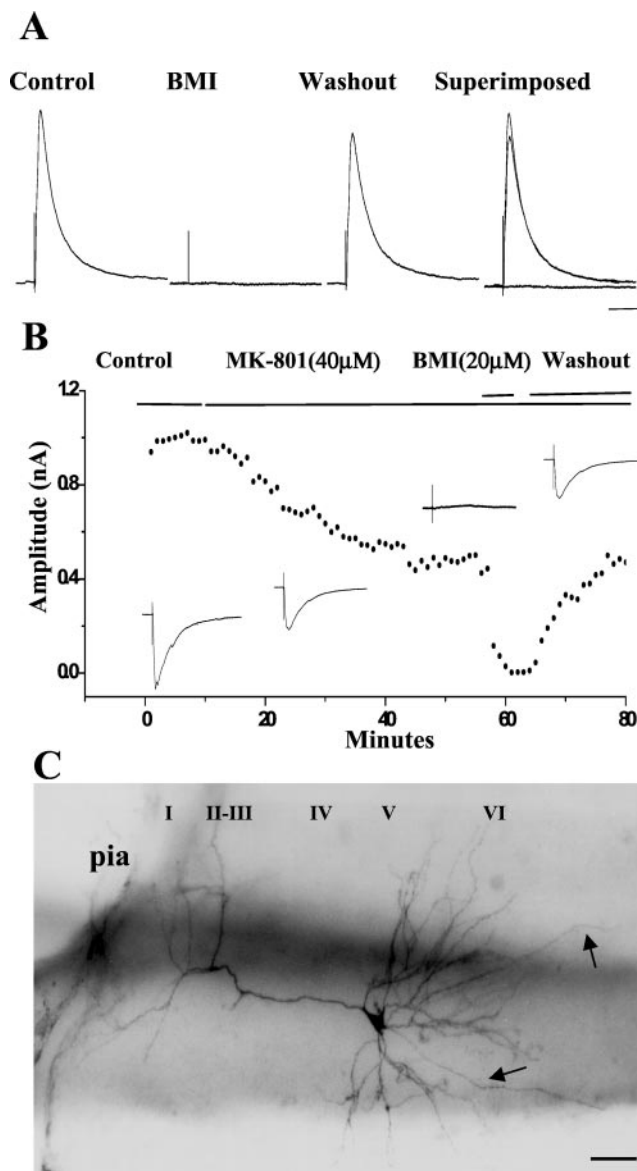 A
Control BMI Washout Superimposed
B
Control MK-801(40μM) BMI(20μM) Washout
1.2
0.8
0.4
0.0
Amplitude (nA)
0 20 40 60 80
Minutes
C
I II-III IV V VI
pia